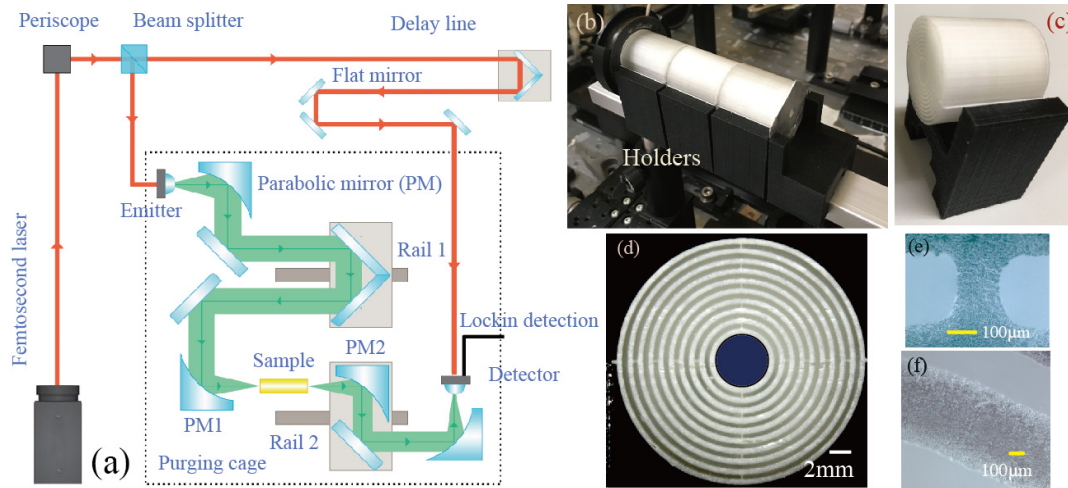 Periscope
Beam splitter
Delay line
Flat mirror
Parabolic mirror (PM)
Emitter
Rail 1
Femtosecond laser
Lockin detection
PM2
Sample
Detector
PM1
Rail 2
Purging cage
(a)
(b)
Holders
(c)
(d)
2mm
(e)
100μm
(f)
100μm